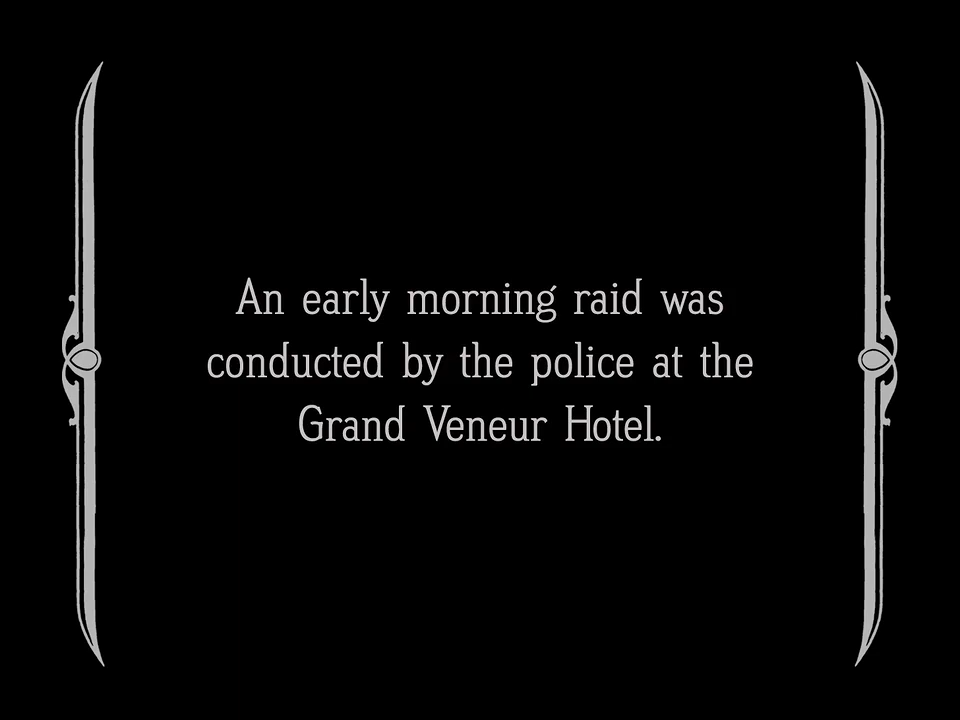 An early morning raid was
conducted by the police at the
Grand Veneur Hotel.